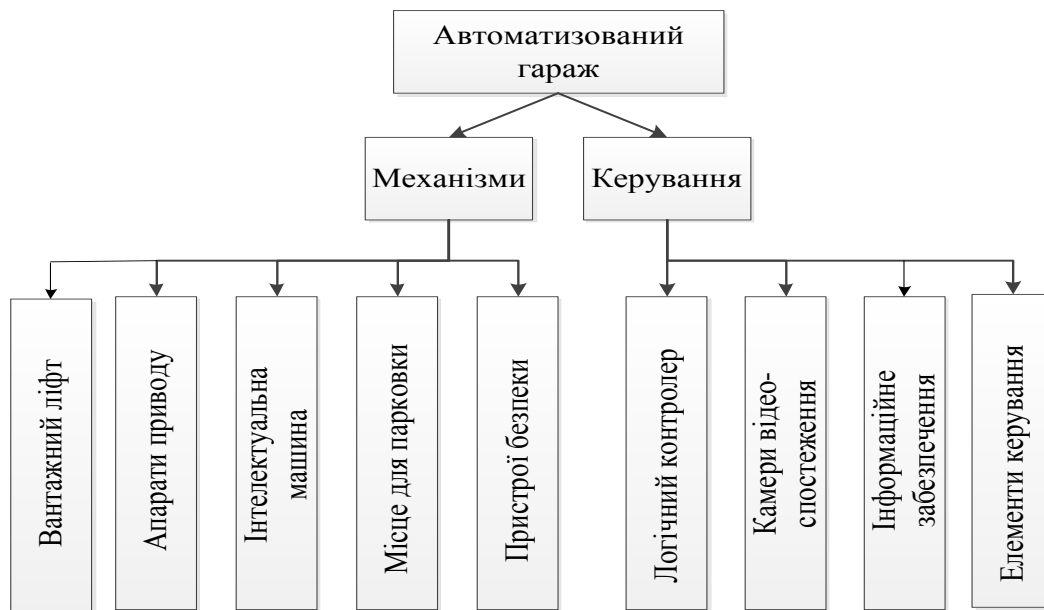 Автоматизований
гараж
Механізми
Керування
Вантажний ліфт
Апарати приводу
Інтелектуальна
машина
Місце для парковки
Пристрої безпеки
Логічний контролер
Камери відео-
спостеження
Інформаційне
забезпечення
Елементи керування